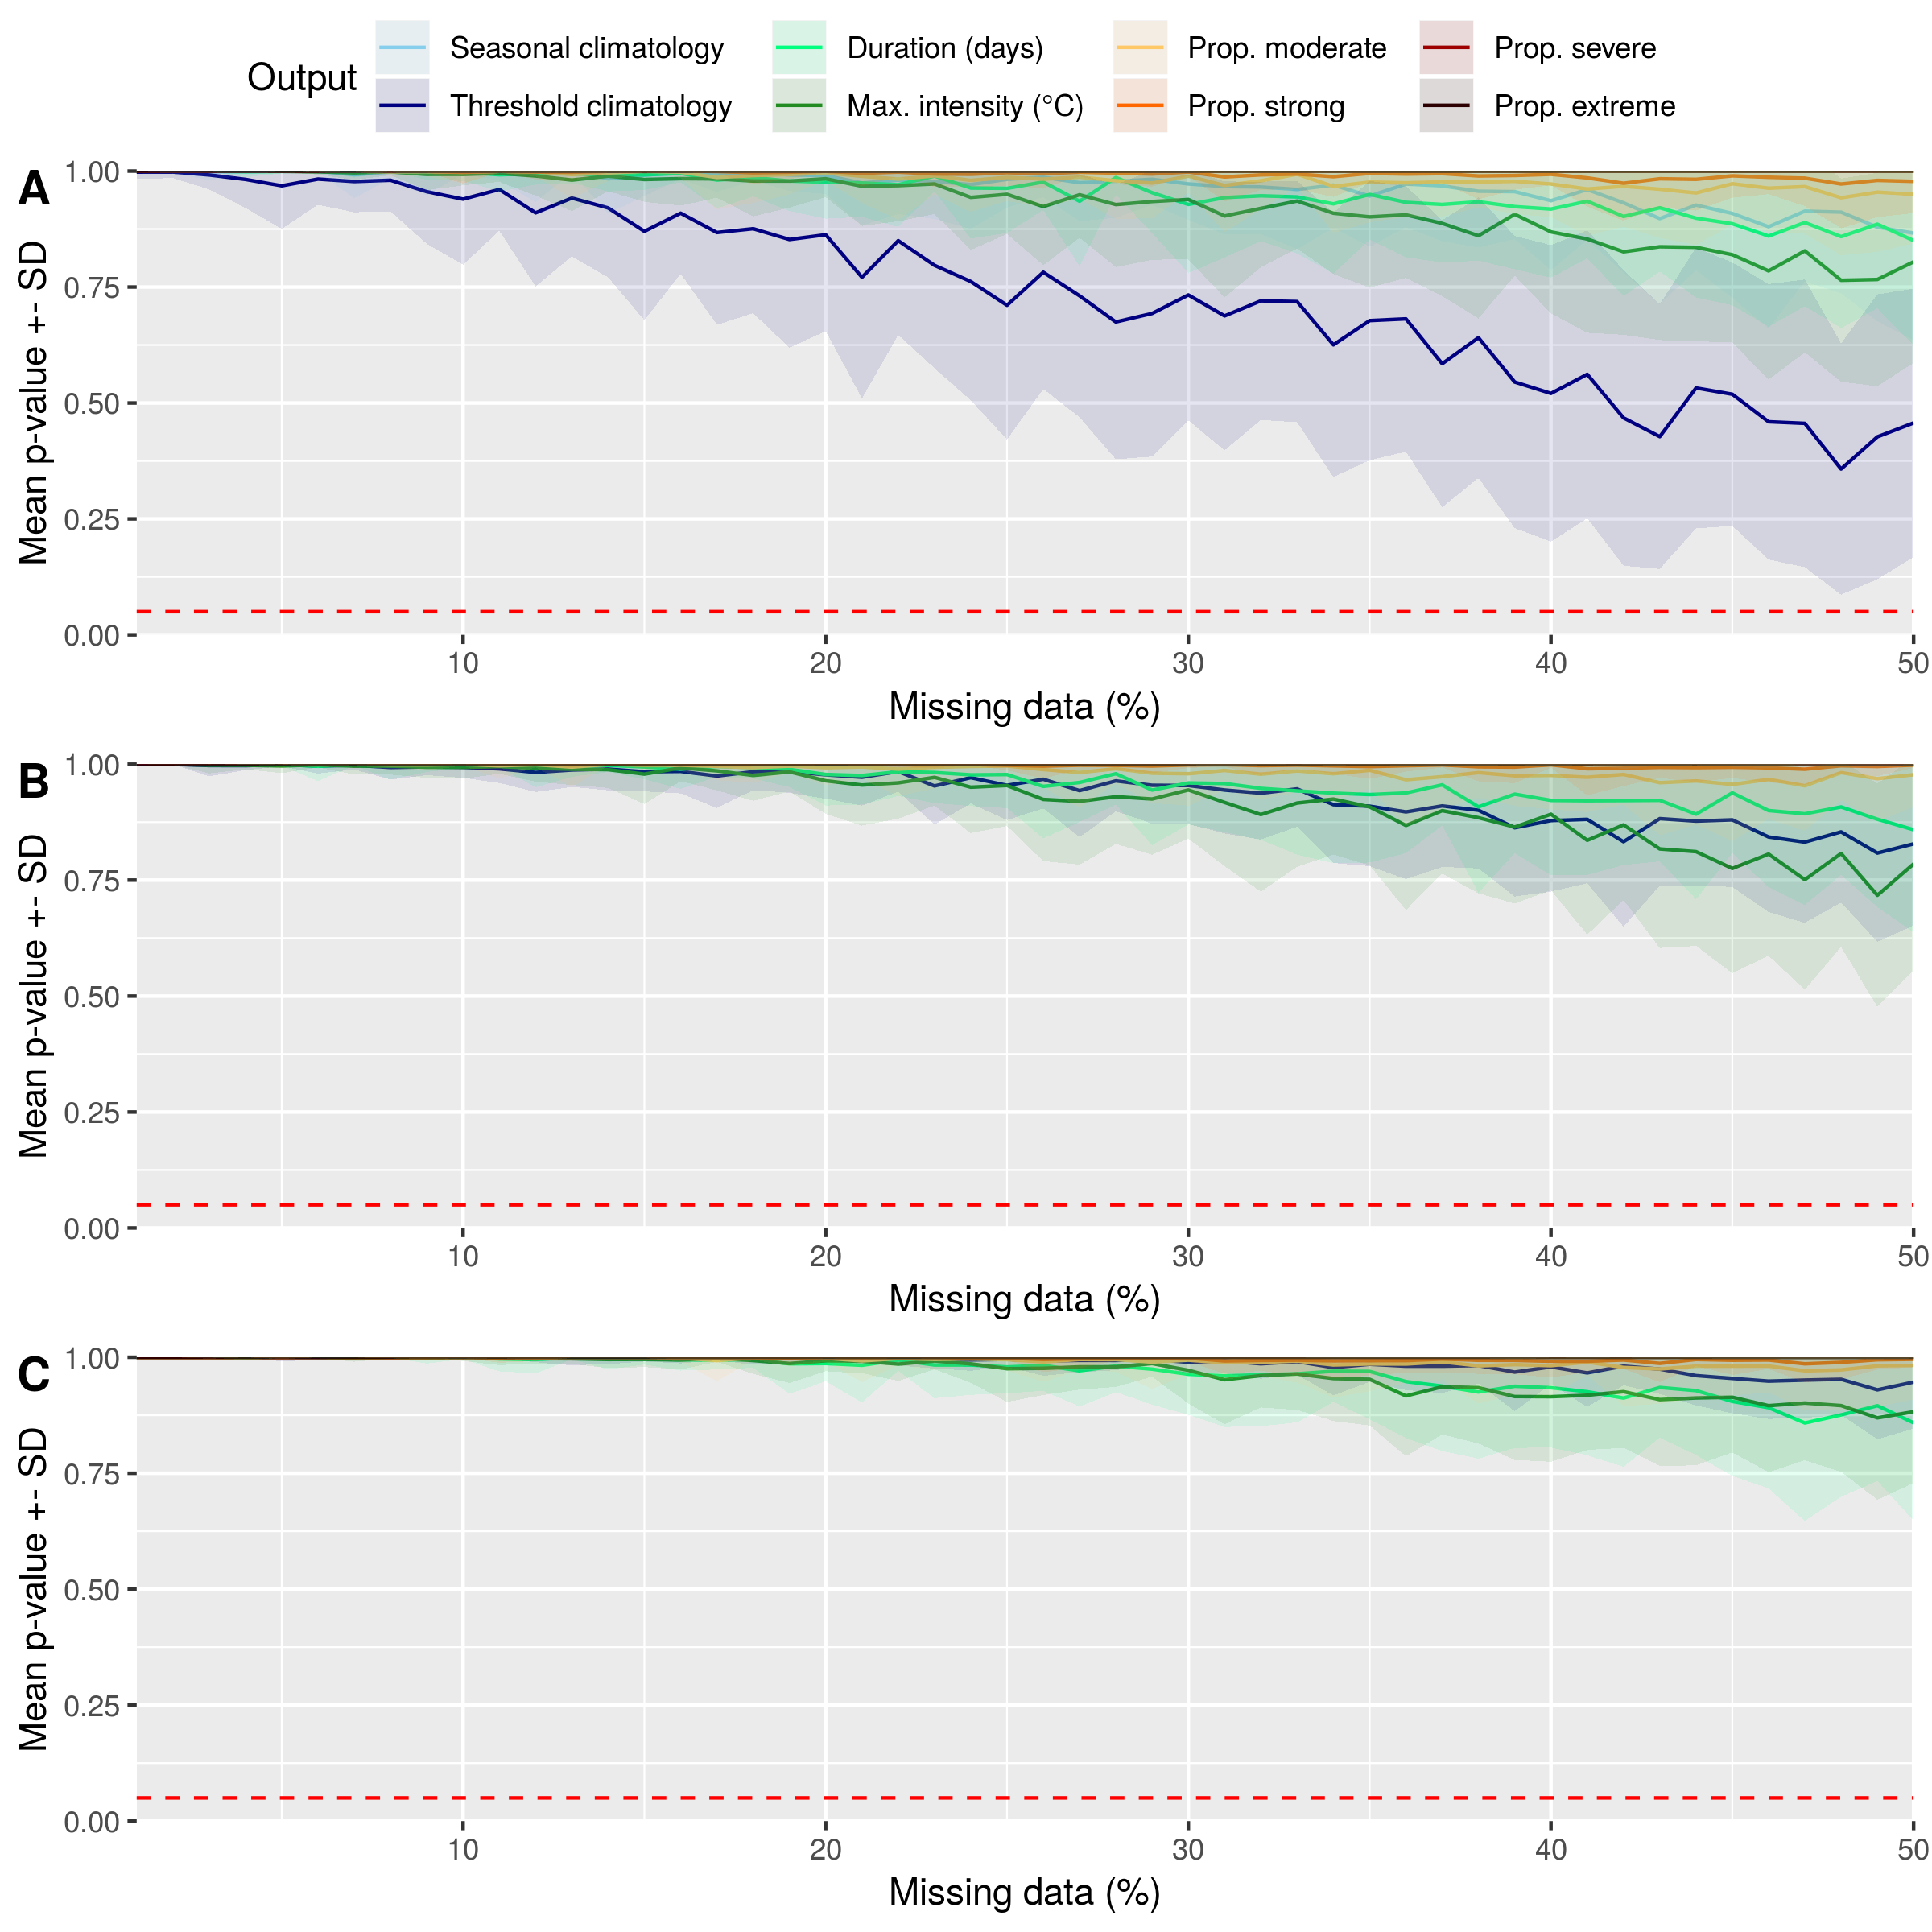 Output
Seasonal climatology
Duration (days)
Prop. moderate
Prop. severe
Threshold climatology
Max. intensity (°C)
Prop. strong
Prop. extreme
A
Mean p-value +- SD
1.00
0.75
0.50
0.25
0.00
10 20 30 40 50
Missing data (%)
B
Mean p-value +- SD
1.00
0.75
0.50
0.25
0.00
10 20 30 40 50
Missing data (%)
C
Mean p-value +- SD
1.00
0.75
0.50
0.25
0.00
10 20 30 40 50
Missing data (%)